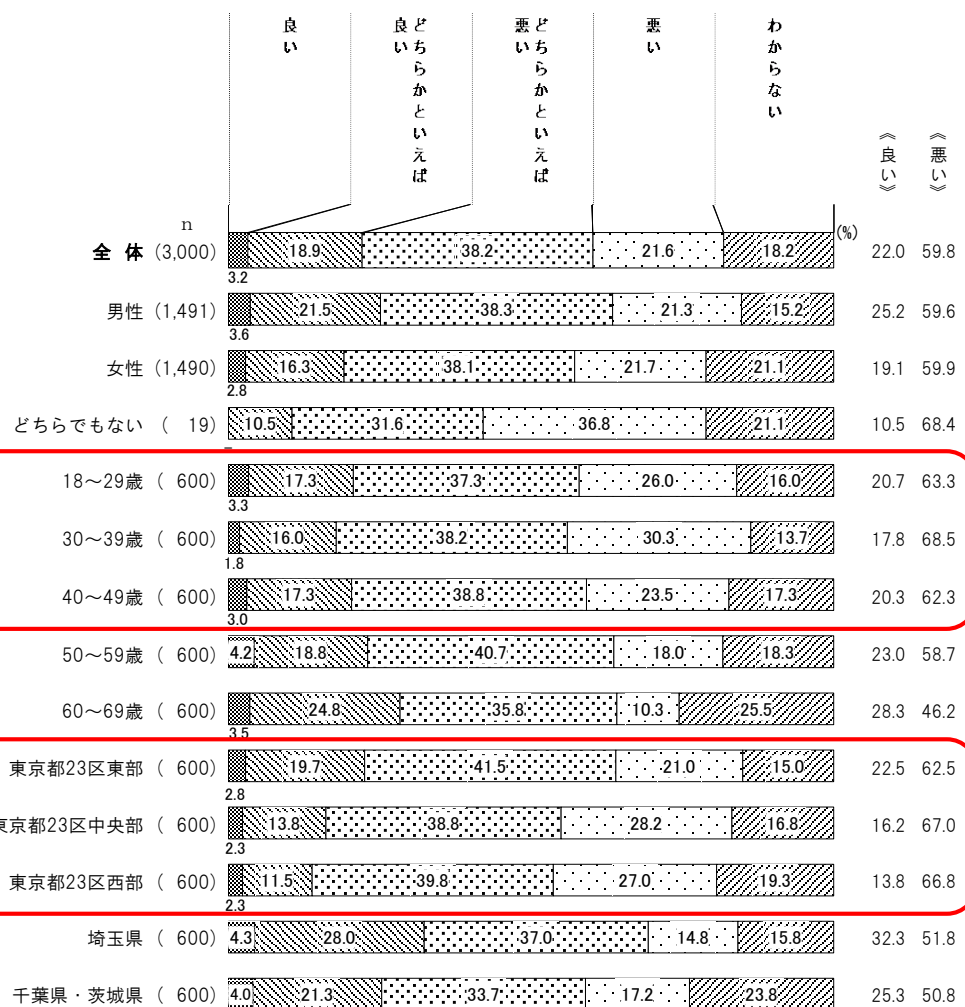 良い
どちらかといえば良い
どちらかといえば悪い
悪い
わからない
《良い》
《悪い》
n
(%)
全 体 (3,000) 18.9 38.2 21.6 18.2 22.0 59.8
3.2
男性 (1,491) 21.5 38.3 21.3 15.2 25.2 59.6
3.6
女性 (1,490) 16.3 38.1 21.7 21.1 19.1 59.9
2.8
どちらでもない ( 19) 10.5 31.6 36.8 21.1 10.5 68.4
-
18～29歳 ( 600) 17.3 37.3 26.0 16.0 20.7 63.3
3.3
30～39歳 ( 600) 16.0 38.2 30.3 13.7 17.8 68.5
1.8
40～49歳 ( 600) 17.3 38.8 23.5 17.3 20.3 62.3
3.0
50～59歳 ( 600) 4.2 18.8 40.7 18.0 18.3 23.0 58.7
60～69歳 ( 600) 24.8 35.8 10.3 25.5 28.3 46.2
3.5
東京都23区東部 ( 600) 19.7 41.5 21.0 15.0 22.5 62.5
2.8
東京都23区中央部 ( 600) 13.8 38.8 28.2 16.8 16.2 67.0
2.3
東京都23区西部 ( 600) 11.5 39.8 27.0 19.3 13.8 66.8
2.3
埼玉県 ( 600) 4.3 28.0 37.0 14.8 15.8 32.3 51.8
千葉県・茨城県 ( 600) 4.0 21.3 33.7 17.2 23.8 25.3 50.8